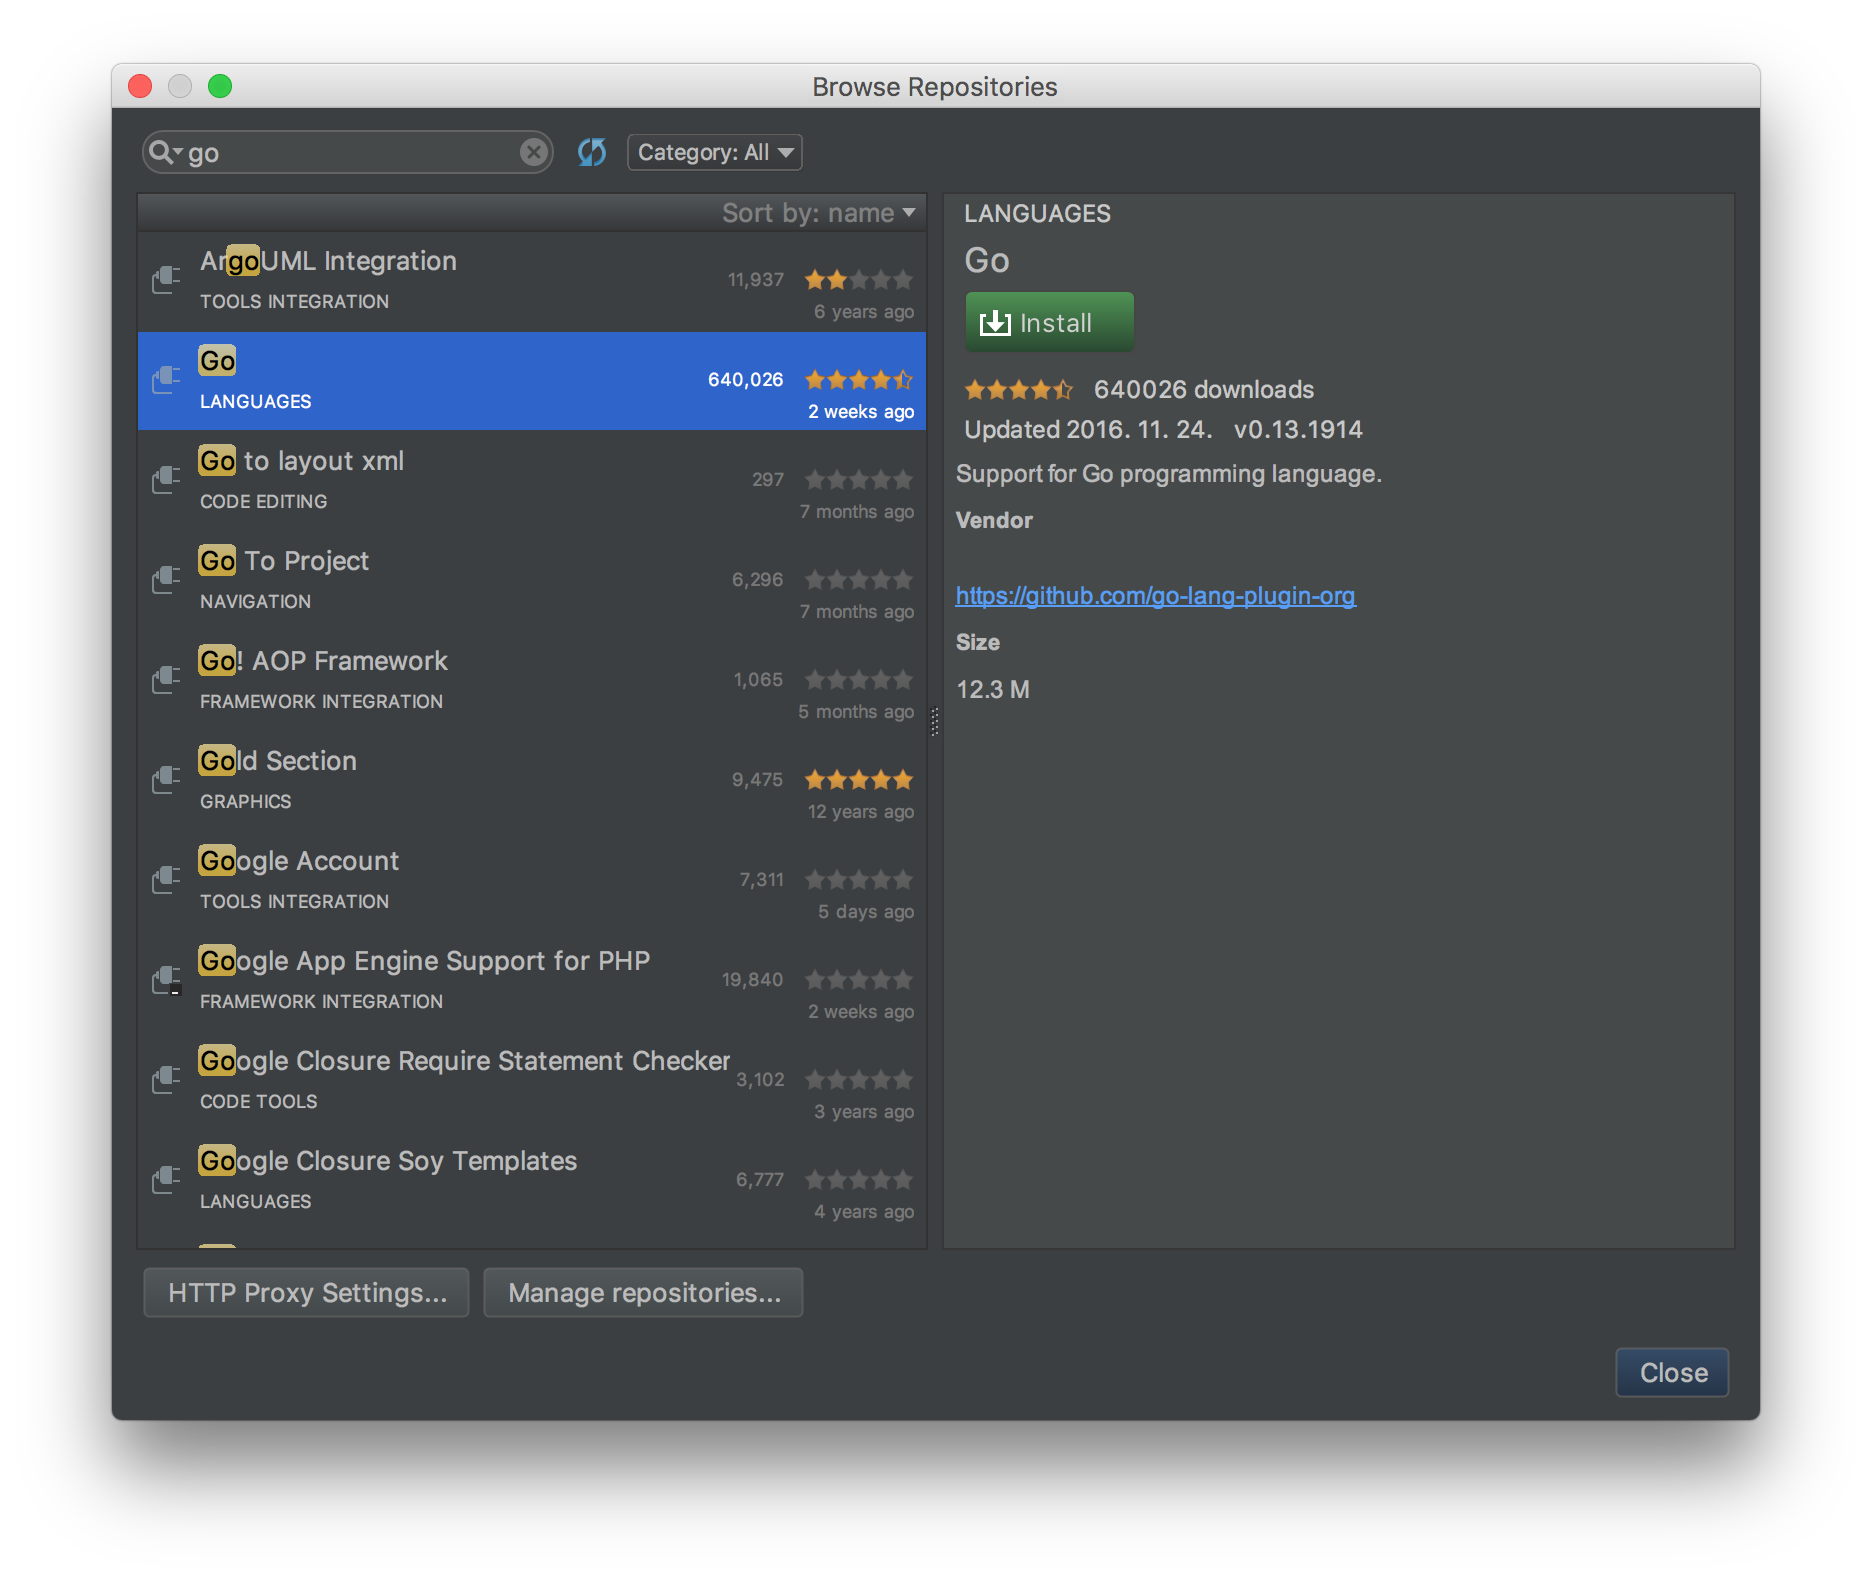 Browse Repositories
go
Category: All
Sort by: name
ArgoUML Integration
11,937
TOOLS INTEGRATION
6 years ago
Go
640,026
LANGUAGES
2 weeks ago
Go to layout xml
297
CODE EDITING
7 months ago
Go To Project
6,296
NAVIGATION
7 months ago
Go! AOP Framework
1,065
FRAMEWORK INTEGRATION
5 months ago
Gold Section
9,475
GRAPHICS
12 years ago
Google Account
7,311
TOOLS INTEGRATION
5 days ago
Google App Engine Support for PHP
19,840
FRAMEWORK INTEGRATION
2 weeks ago
Google Closure Require Statement Checker
3,102
CODE TOOLS
3 years ago
Google Closure Soy Templates
6,777
LANGUAGES
4 years ago
LANGUAGES
Go
Install
640026 downloads
Updated 2016. 11. 24. v0.13.1914
Support for Go programming language.
Vendor
https://github.com/go-lang-plugin-org
Size
12.3 M
HTTP Proxy Settings...
Manage repositories...
Close